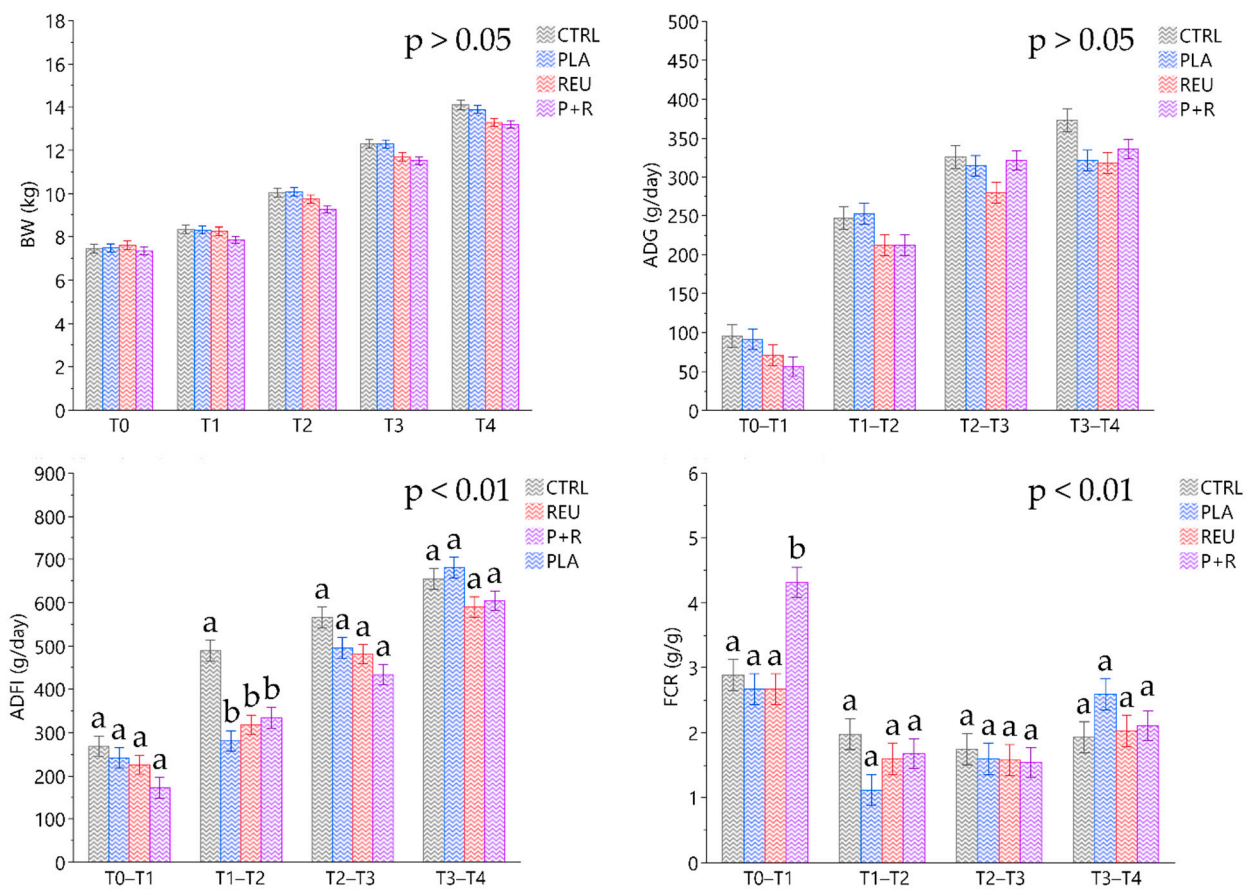 18
16
14
12
10
8
6
4
2
0
BW (kg)
p > 0.05
CTRL
PLA
REU
P+R
T0
T1
T2
T3
T4
500
450
400
350
300
250
200
150
100
50
0
ADG (g/day)
p > 0.05
CTRL
PLA
REU
P+R
T0–T1
T1–T2
T2–T3
T3–T4
900
800
700
600
500
400
300
200
100
0
ADFI (g/day)
p < 0.01
CTRL
REU
P+R
PLA
a a a a
a b b b
a a a a
a a a a
T0–T1
T1–T2
T2–T3
T3–T4
6
5
4
3
2
1
0
FCR (g/g)
p < 0.01
CTRL
PLA
REU
P+R
a a a b
a a a a
a a a a
a a a a
T0–T1
T1–T2
T2–T3
T3–T4